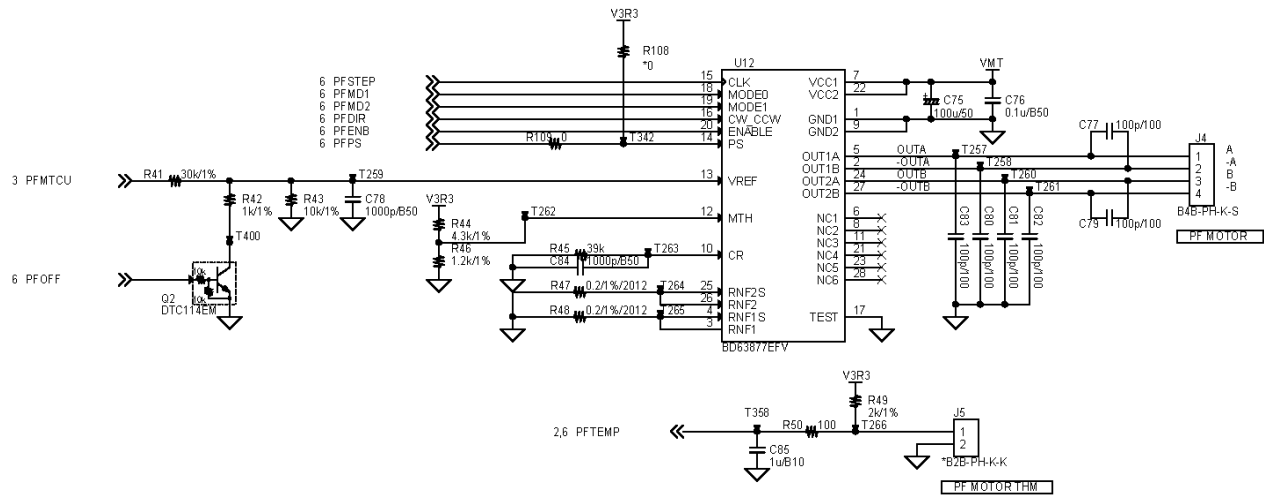 V3R3
R108
*0
U12
6 PFSTEP
6 PFMD1
6 PFMD2
6 PFDIR
6 PFENB
6 PFPS
R109 0
T342
15 CLK
18 MODE0
19 MODE1
16 CW_CCW
20 ENABLE
14 PS
13 VREF
12 MTH
10 CR
25 RNF2S
26 RNF2
4 RNF1S
3 RNF1
BD63877EFV
VCC1 7
VCC2 22
GND1 1
GND2 9
OUT1A 5
OUT1B 2
OUT2A 24
OUT2B 27
NC1 6
NC2 8
NC3 11
NC4 21
NC5 23
NC6 28
TEST 17
VMT
C75
100u/50
C76
0.1u/B50
OUTA T257
-OUTA T258
OUTB T260
-OUTB T261
C77 100p/100
C79 100p/100
J4
1 A
2 -A
3 B
4 -B
B4B-PH-K-S
PF MOTOR
C83 100p/100
C80 100p/100
C81 100p/100
C82 100p/100
3 PFMTCU
R41 30k/1%
T259
R42
1k/1%
R43
10k/1%
C78
1000p/B50
T400
6 PFOFF
10k
10k
Q2
DTC114EM
V3R3
R44
4.3k/1%
R46
1.2k/1%
T262
R45 39k
T263
C84 1000p/B50
R47 0.2/1%/2012 T264
R48 0.2/1%/2012 T265
2,6 PFTEMP
T358
R50 100
V3R3
R49
2k/1%
T266
C85
1u/B10
J5
1
2
*B2B-PH-K-K
PF MOTOR THM